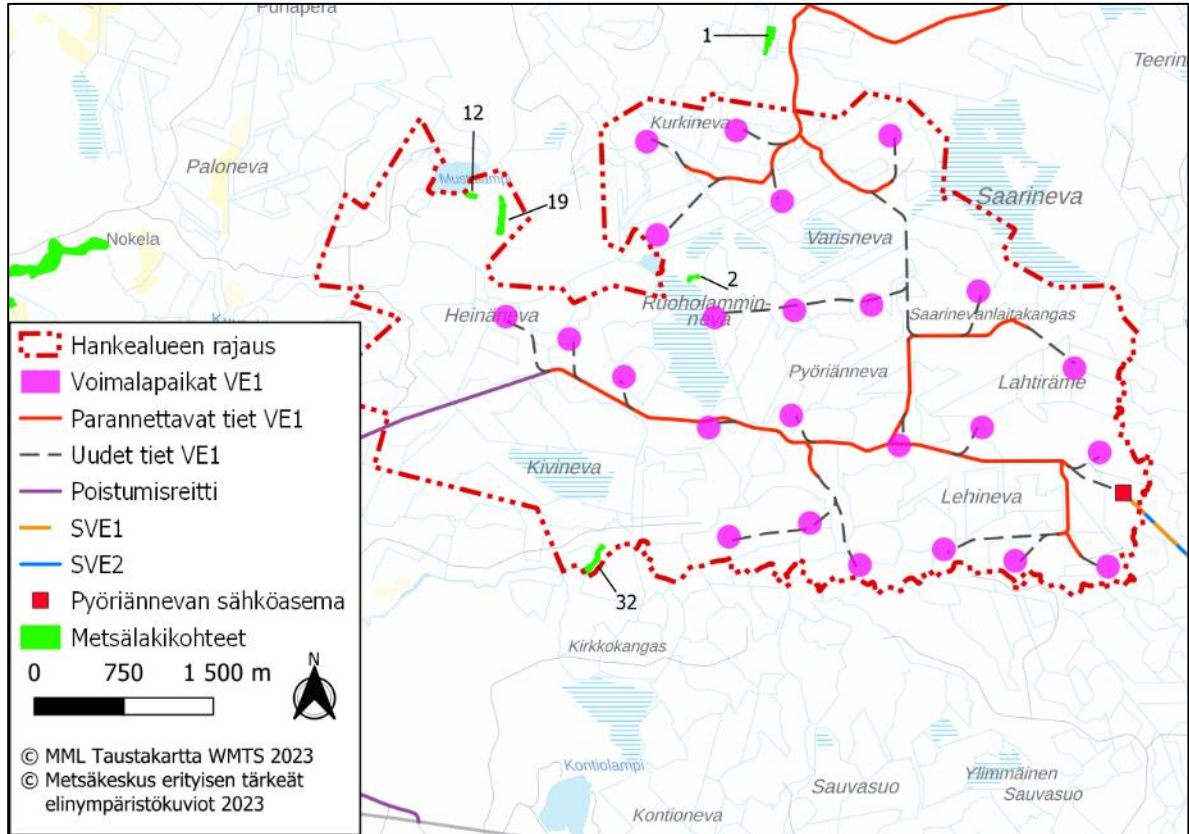 Punapera
1
Teerin
12
Kurkineva
Paloneva
Mustalampi
19
Saarineva
Nokela
Varisneva
2
Ruoholammin-
neva
Heinäneva
Saarinevanlaitakangas
Pyöriänneva
Lahtiräme
Kivineva
Lehineva
32
Kirkkokangas
Kontiolampi
Sauvasuo
Ylimmäinen
Sauvasuo
Kontioneva
Hankealueen rajaus
Voimalapaikat VE1
Parannettavat tiet VE1
Uudet tiet VE1
Poistumisreitti
SVE1
SVE2
Pyöriännevan sähköasema
Metsälakikohteet
0 750 1 500 m
N
© MML Taustakartta WMTS 2023
© Metsäkeskus erityisen tärkeät
elinympäristökuviot 2023